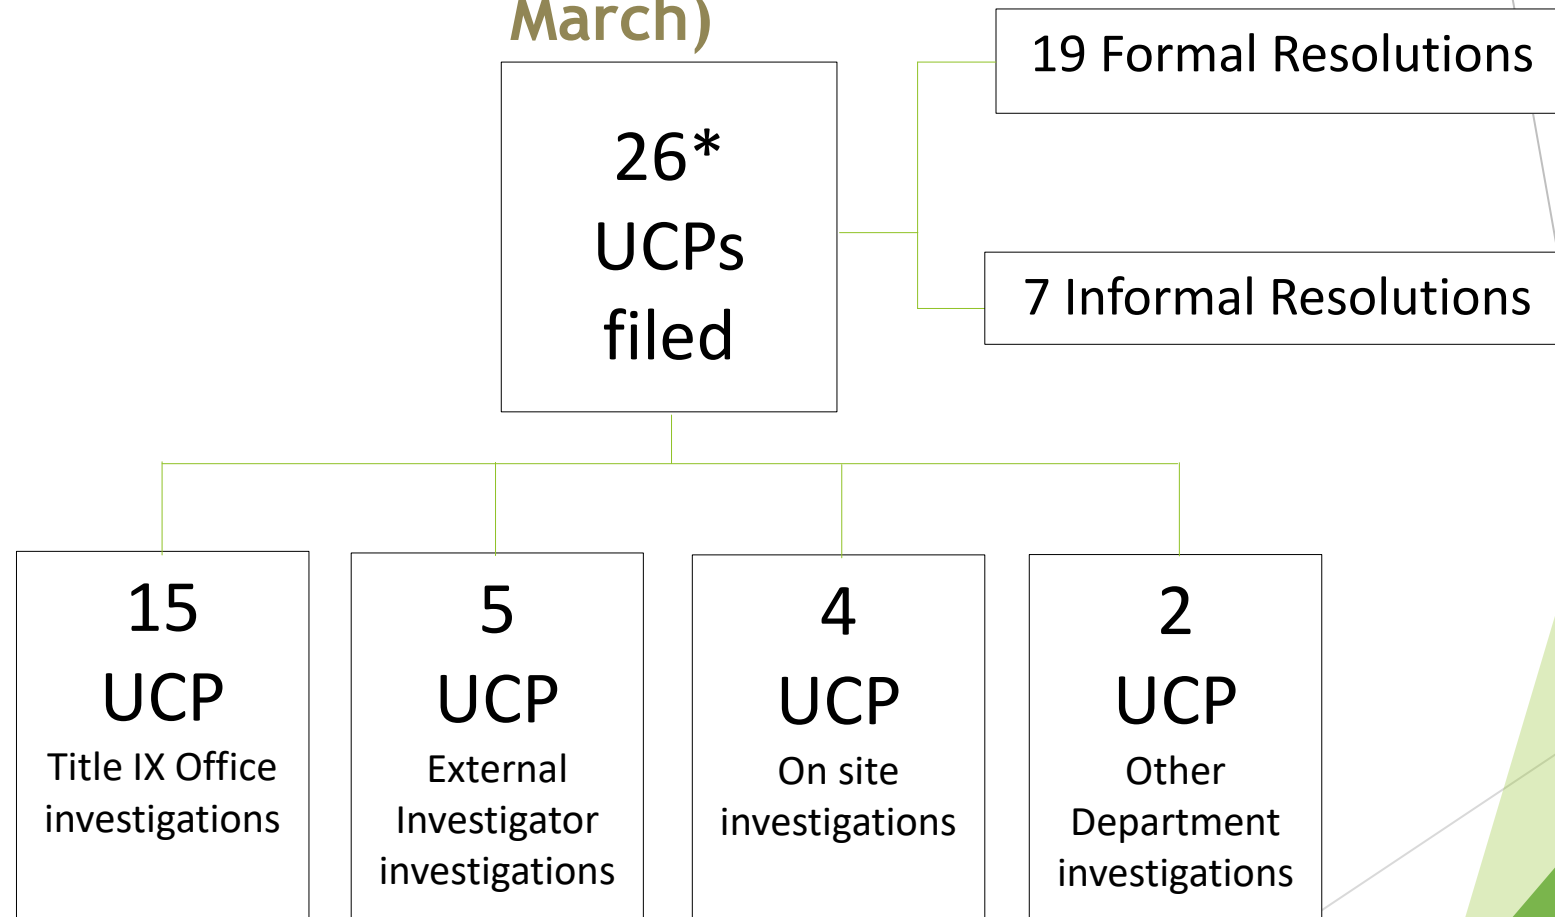 March)
19 Formal Resolutions
26*
UCPs
filed
7 Informal Resolutions
15
UCP
Title IX Office
investigations
5
UCP
External
Investigator
investigations
4
UCP
On site
investigations
2
UCP
Other
Department
investigations